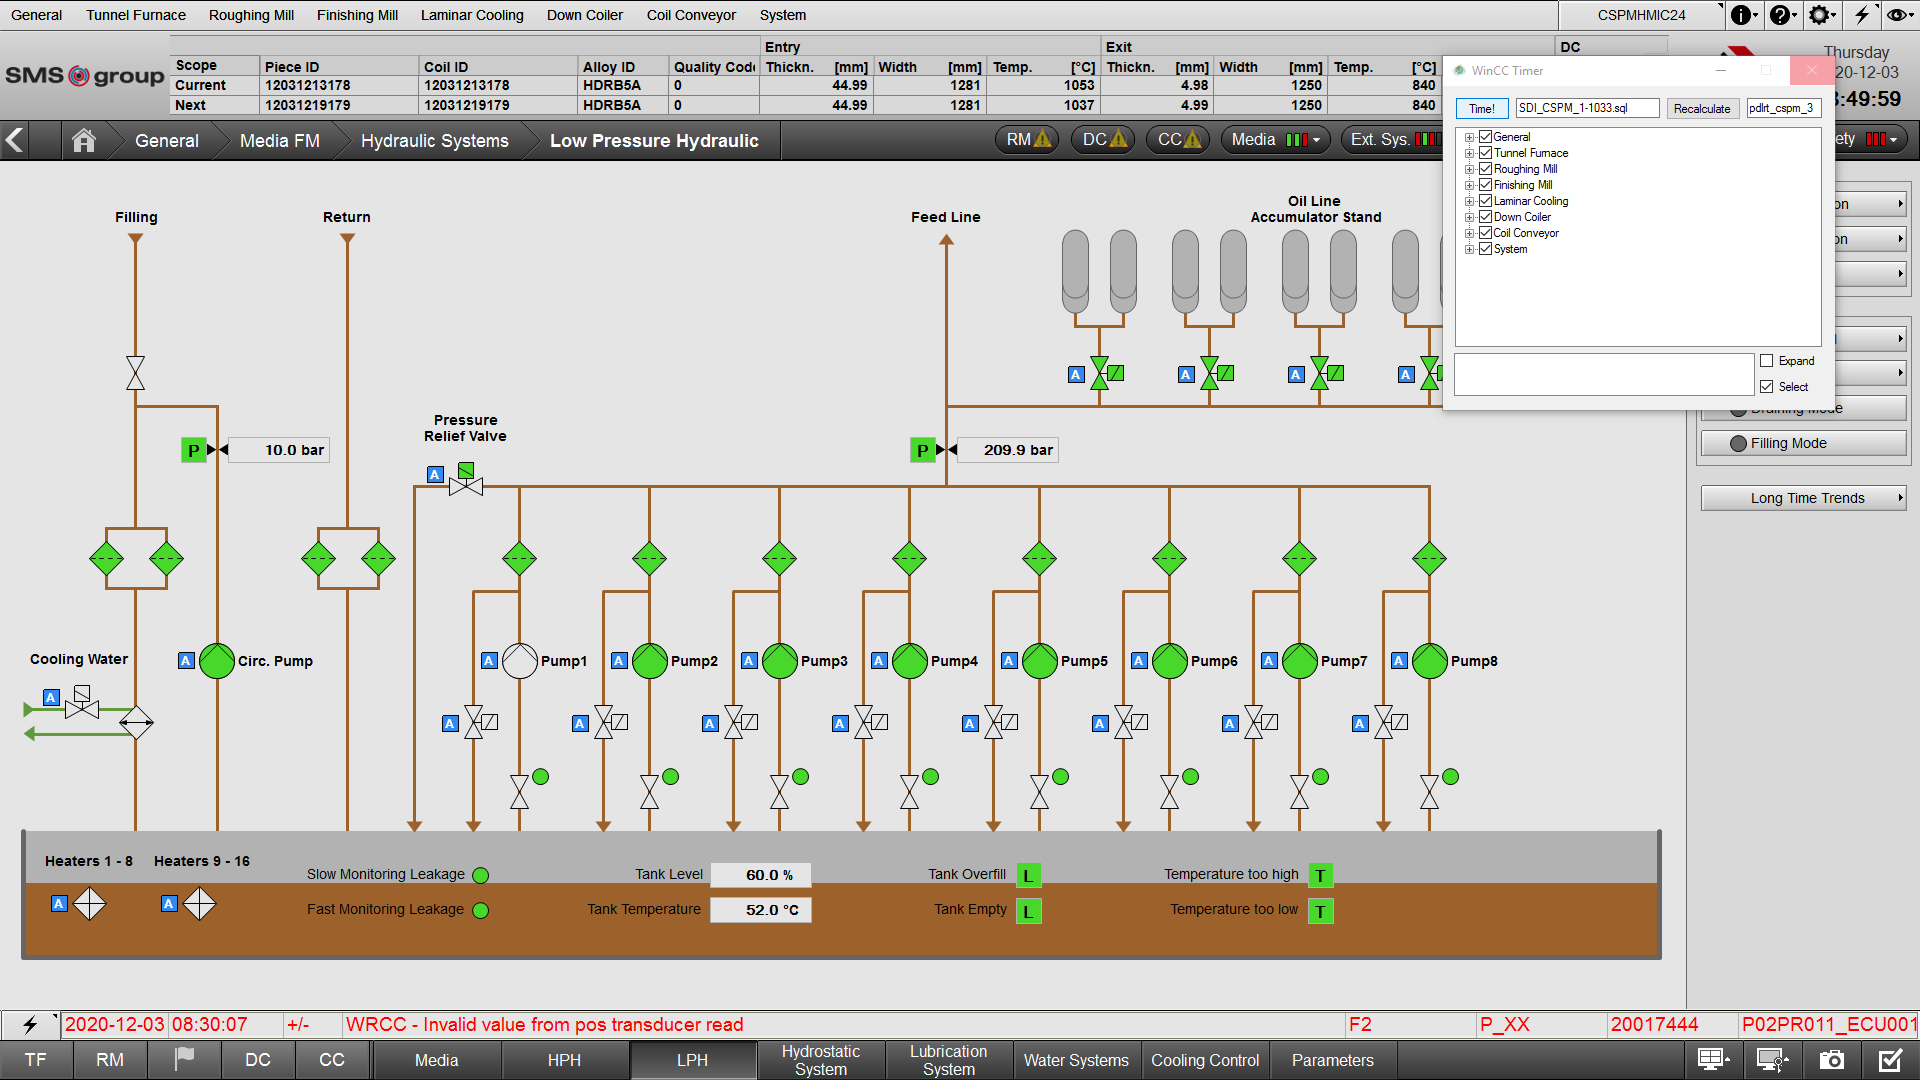 General Tunnel Furnace Roughing Mill Finishing Mill Laminar Cooling Down Coiler Coil Conveyor System CSPMHMIC24
SMS group
Entry Exit DC
Scope Piece ID Coil ID Alloy ID Quality Code Thickn. [mm] Width [mm] Temp. [°C] Thickn. [mm] Width [mm] Temp. [°C]
Current 12031213178 12031213178 HDRB5A 0 44.99 1281 1053 4.98 1250 840
Next 12031219179 12031219179 HDRB5A 0 44.99 1281 1037 4.99 1250 840
Thursday
20-12-03
3:49:59
General Media FM Hydraulic Systems Low Pressure Hydraulic RM DC CC Media Ext. Sys. ety
WinCC Timer
Time! SDI_CSPM_1-1033.sql Recalculate pdlrt_cspm_3
General
Tunnel Furnace
Roughing Mill
Finishing Mill
Laminar Cooling
Down Coiler
Coil Conveyor
System
Expand
Select
on
on
Draining Mode
Filling Mode
Long Time Trends
Filling Return Feed Line
Oil Line
Accumulator Stand
A A A A
Pressure
Relief Valve
P 10.0 bar
P 209.9 bar
A
Cooling Water
A
A Circ. Pump A Pump1 A Pump2 A Pump3 A Pump4 A Pump5 A Pump6 A Pump7 A Pump8
A A A A A A A A
Heaters 1 - 8 Heaters 9 - 16
A A
Slow Monitoring Leakage Tank Level 60.0 % Tank Overfill L Temperature too high T
Fast Monitoring Leakage Tank Temperature 52.0 °C Tank Empty L Temperature too low T
2020-12-03 08:30:07 +/- WRCC - Invalid value from pos transducer read F2 P_XX 20017444 P02PR011_ECU001
TF RM DC CC Media HPH LPH Hydrostatic System Lubrication System Water Systems Cooling Control Parameters